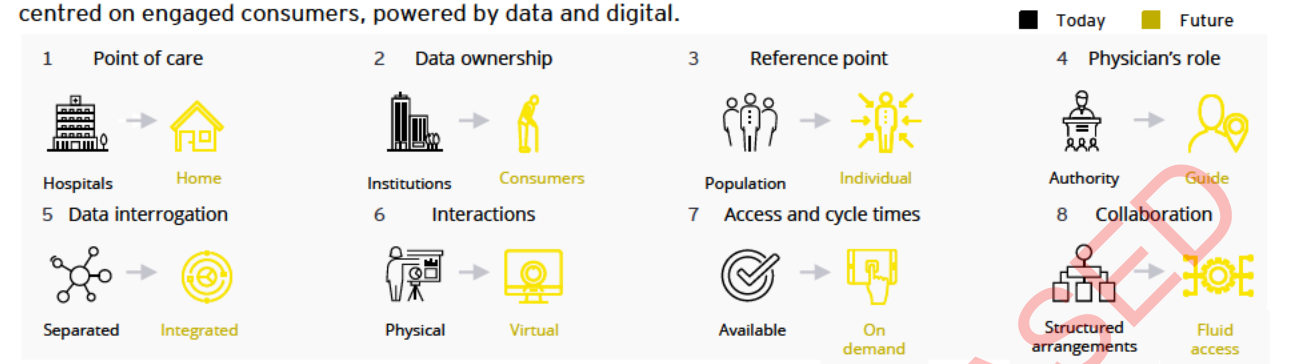 centred on engaged consumers, powered by data and digital.
Today Future
1 Point of care
2 Data ownership
3 Reference point
4 Physician's role
Hospitals Home
Institutions Consumers
Population Individual
Authority Guide
5 Data interrogation
6 Interactions
7 Access and cycle times
8 Collaboration
Separated Integrated
Physical Virtual
Available On demand
Structured arrangements
Fluid access